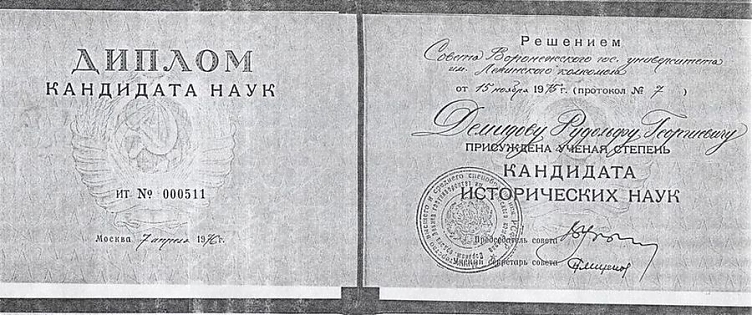 ДИПЛОМ
КАНДИДАТА НАУК
ИТ № 000511
Москва 7 апреля 1976 г.
Решением
Совета Воронежского гос. университета
им. Ленинского комсомола
от 15 ноября 1975 г. (протокол № 7 )
Демидову Рудольфу Георгиевичу
ПРИСУЖДЕНА УЧЕНАЯ СТЕПЕНЬ
КАНДИДАТА
ИСТОРИЧЕСКИХ НАУК
Председатель совета
Ученый секретарь совета